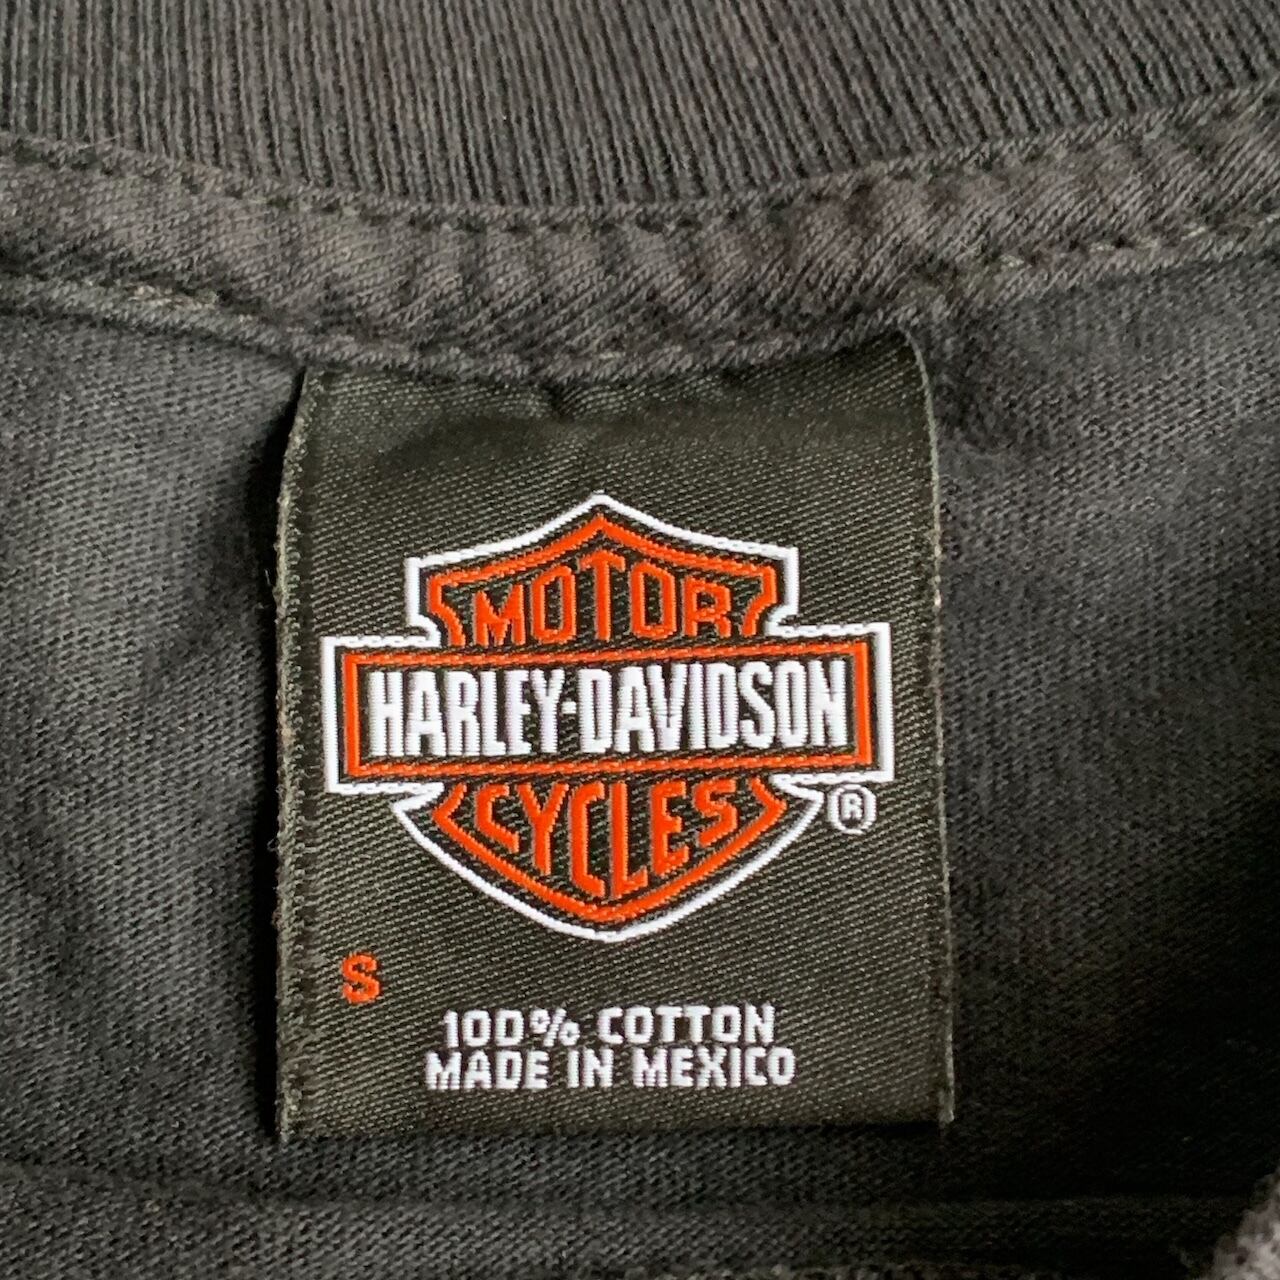 MOTOR
HARLEY-DAVIDSON
CYCLES
®
S
100% COTTON
MADE IN MEXICO